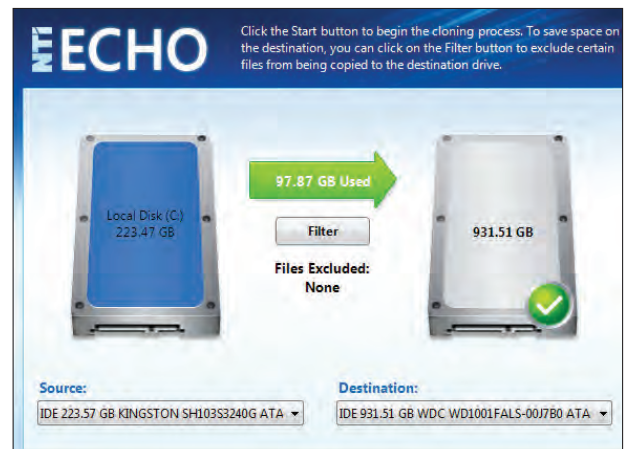 NTI ECHO
Click the Start button to begin the cloning process. To save space on
the destination, you can click on the Filter button to exclude certain
files from being copied to the destination drive.
Local Disk (C:)
223.47 GB
97.87 GB Used
Filter
Files Excluded:
None
931.51 GB
Source:
IDE 223.57 GB KINGSTON SH103S3240G ATA
Destination:
IDE 931.51 GB WDC WD1001FALS-00J7B0 ATA